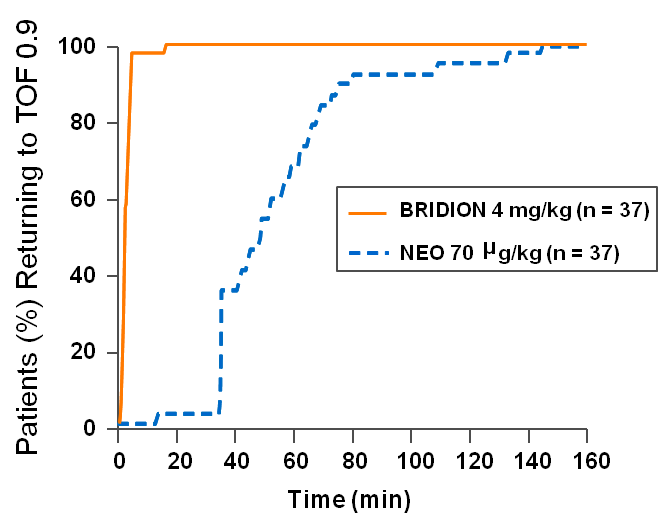 Patients (%) Returning to TOF 0.9
100
80
60
40
20
0
BRIDION 4 mg/kg (n = 37)
NEO 70 μg/kg (n = 37)
0 20 40 60 80 100 120 140 160
Time (min)